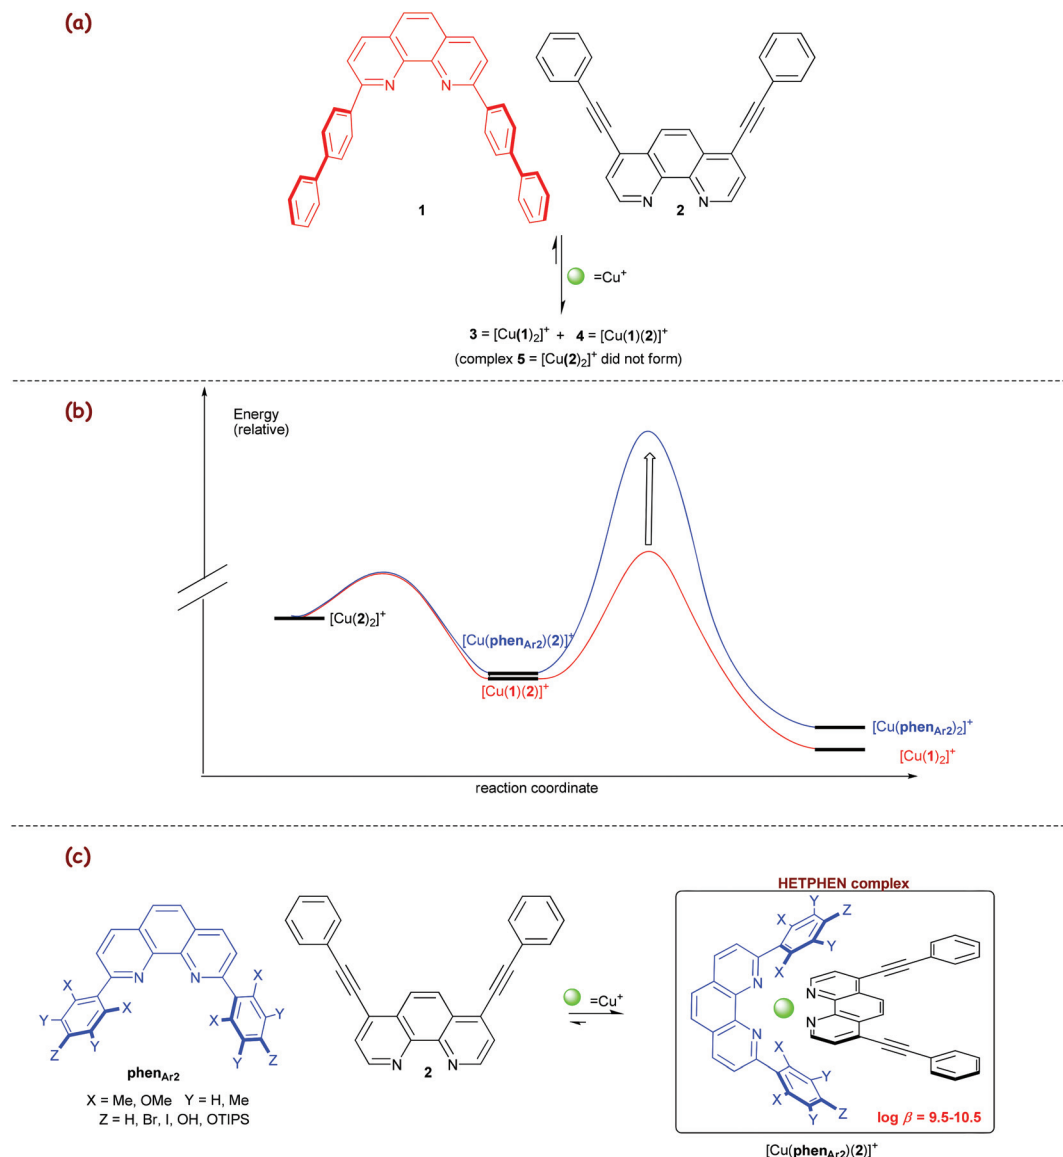 (a)
N N
1
N N
2
=Cu⁺
3 = [Cu(1)₂]⁺ + 4 = [Cu(1)(2)]⁺
(complex 5 = [Cu(2)₂]⁺ did not form)
(b)
Energy
(relative)
[Cu(2)₂]⁺
[Cu(phenAr2)(2)]⁺
[Cu(1)(2)]⁺
[Cu(phenAr2)₂]⁺
[Cu(1)₂]⁺
reaction coordinate
(c)
HETPHEN complex
N N
X X X X
Y Y Y Y
Z Z
phenAr2
X = Me, OMe Y = H, Me
Z = H, Br, I, OH, OTIPS
N N
2
=Cu⁺
Y Z
X
Y
X
N N
N N
X Y
X Y Z
log β = 9.5-10.5
[Cu(phenAr2)(2)]⁺